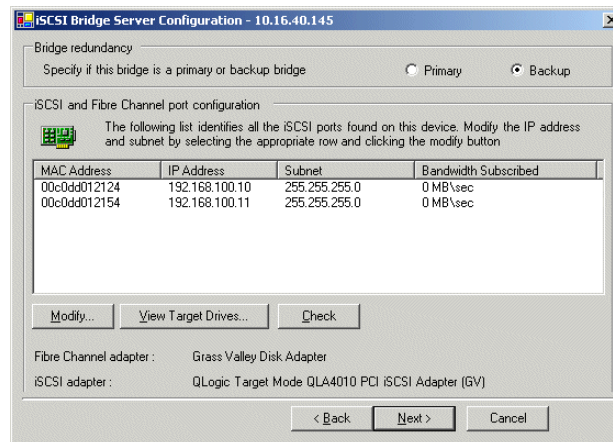 iSCSI Bridge Server Configuration - 10.16.40.145
Bridge redundancy
Specify if this bridge is a primary or backup bridge
Primary
Backup
iSCSI and Fibre Channel port configuration
The following list identifies all the iSCSI ports found on this device. Modify the IP address
and subnet by selecting the appropriate row and clicking the modify button
MAC Address IP Address Subnet Bandwidth Subscribed
00c0dd012124 192.168.100.10 255.255.255.0 0 MB\sec
00c0dd012154 192.168.100.11 255.255.255.0 0 MB\sec
Modify... View Target Drives... Check
Fibre Channel adapter : Grass Valley Disk Adapter
iSCSI adapter : QLogic Target Mode QLA4010 PCI iSCSI Adapter (GV)
< Back Next > Cancel